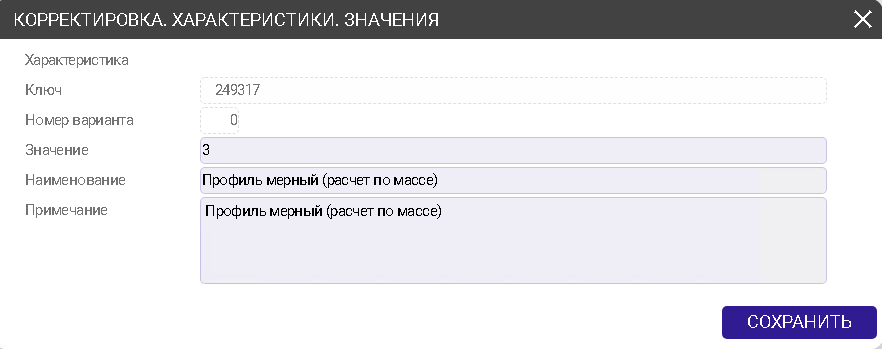 КОРРЕКТИРОВКА. ХАРАКТЕРИСТИКИ. ЗНАЧЕНИЯ
Характеристика
Ключ 249317
Номер варианта 0
Значение 3
Наименование Профиль мерный (расчет по массе)
Примечание Профиль мерный (расчет по массе)
СОХРАНИТЬ